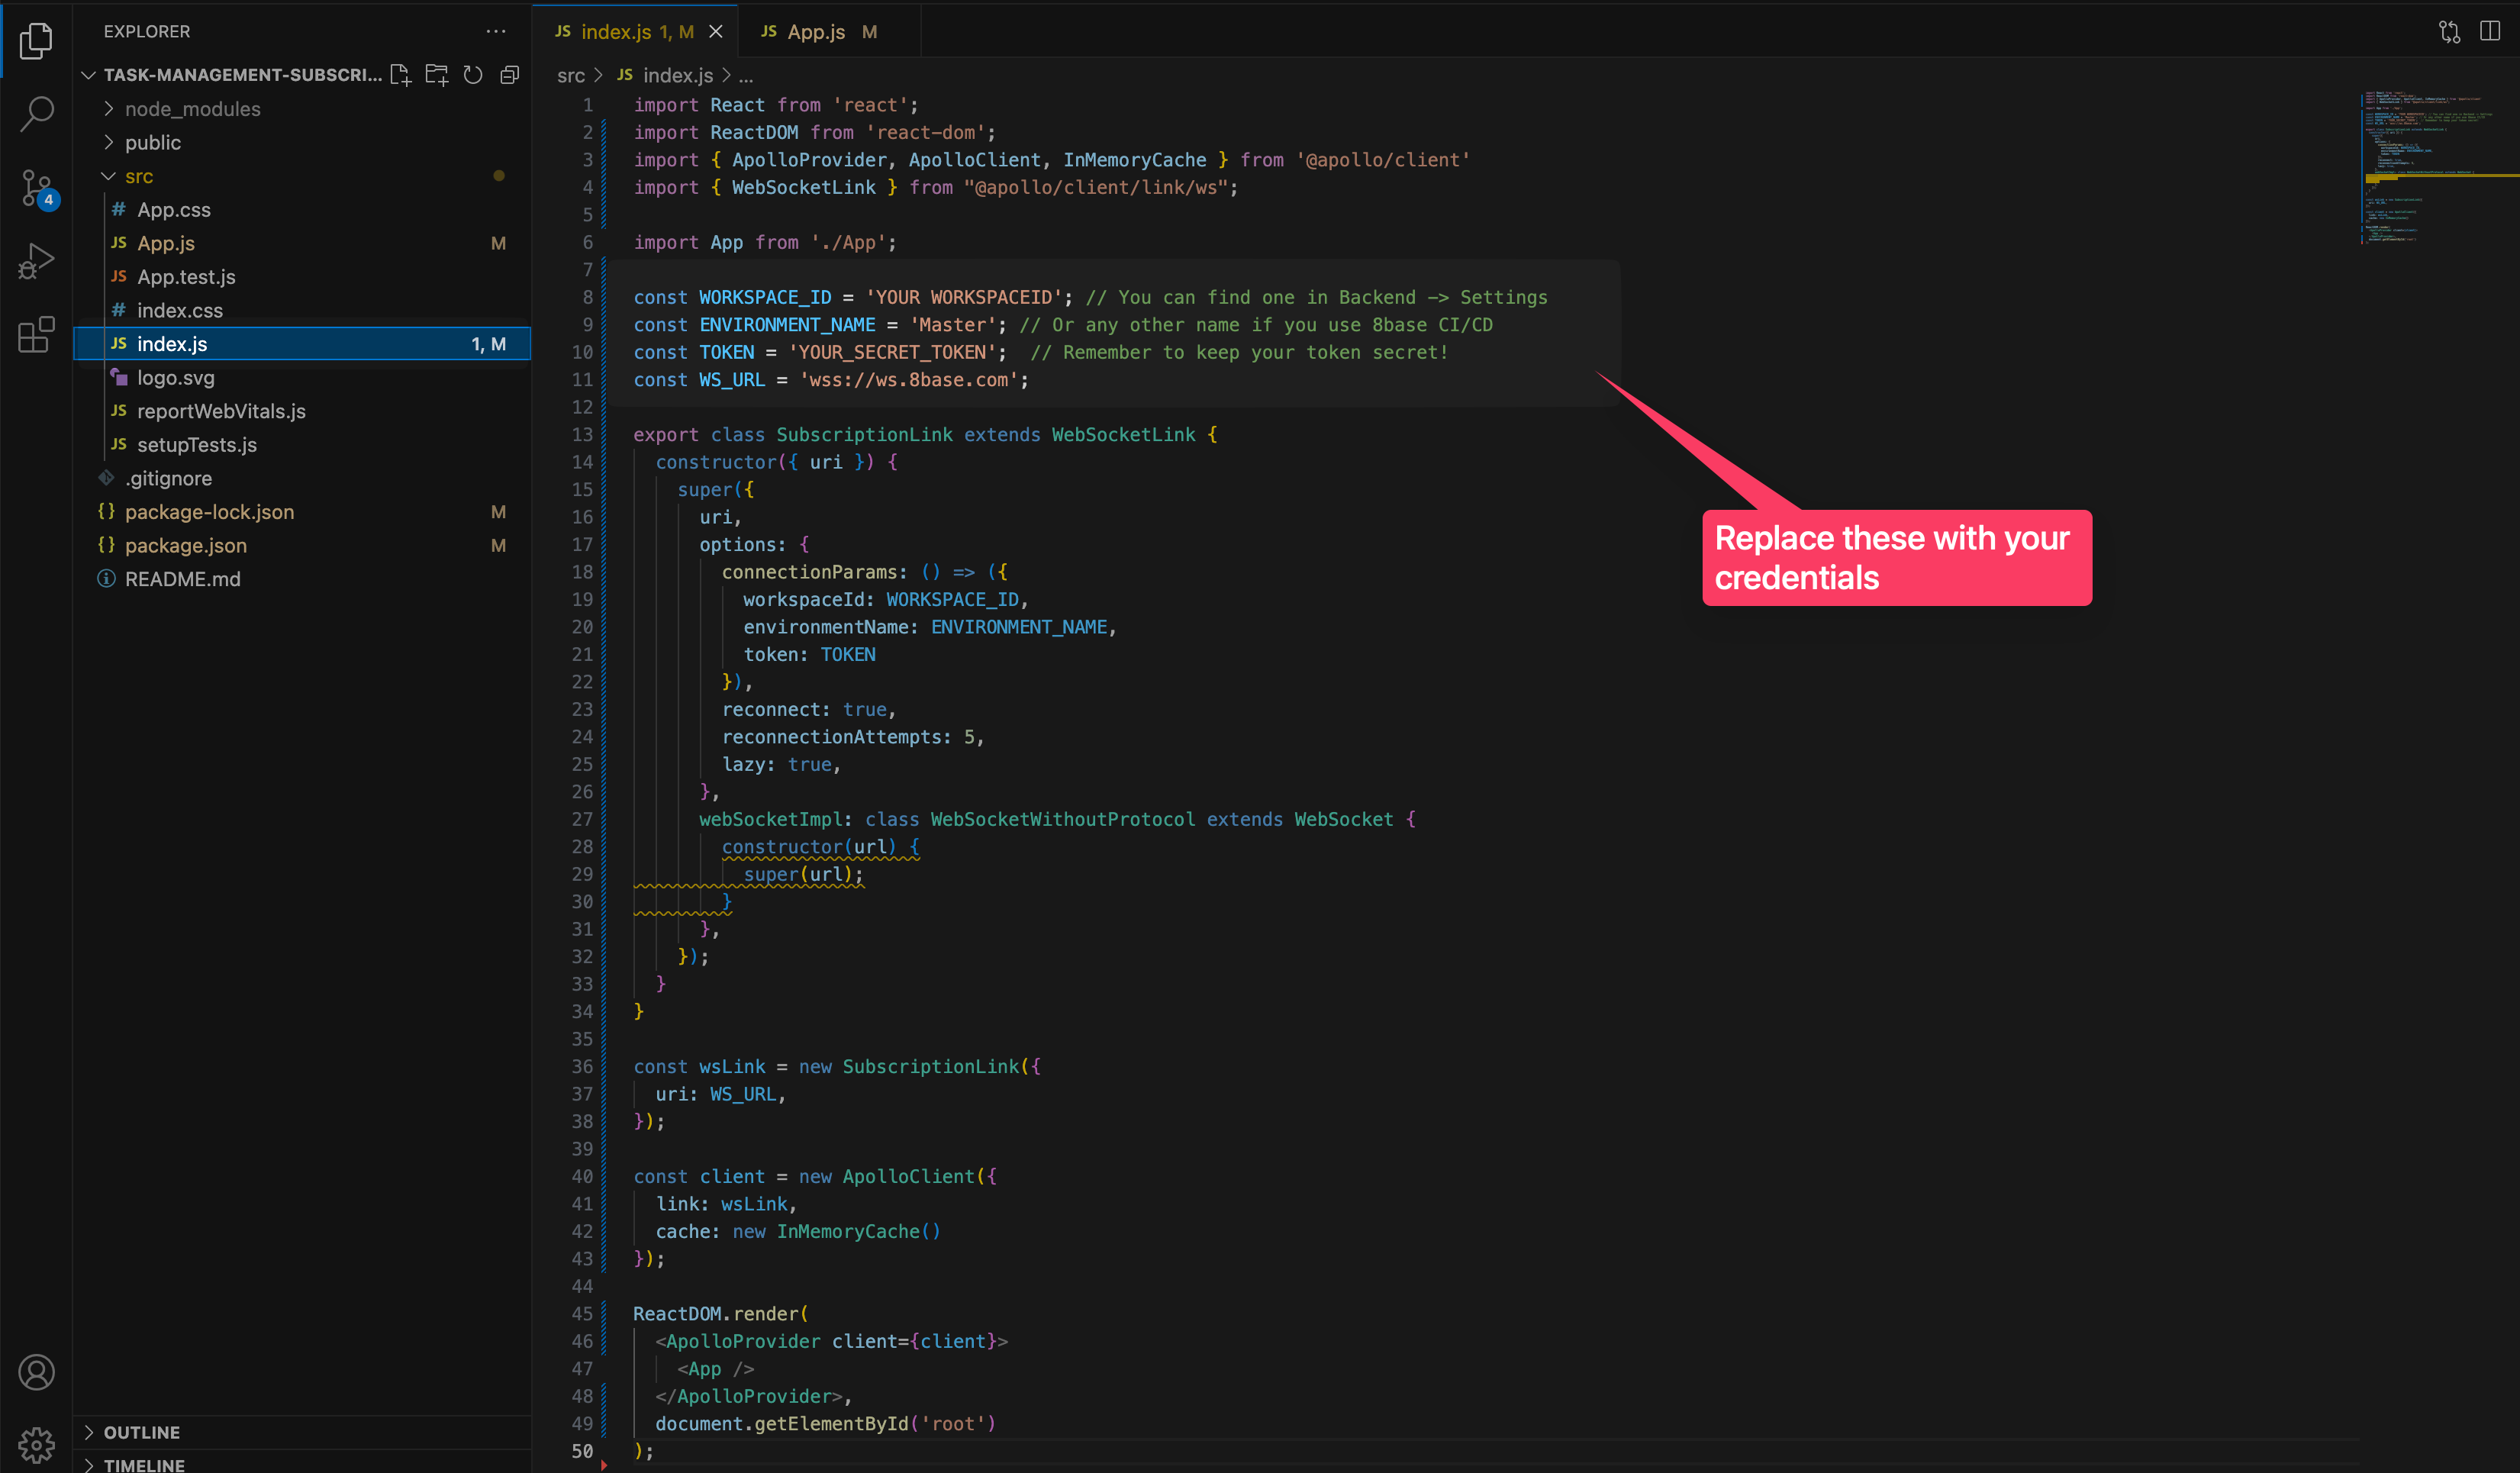 EXPLORER
TASK-MANAGEMENT-SUBSCRI...
node_modules
public
src
# App.css
JS App.js M
JS App.test.js
# index.css
JS index.js 1, M
logo.svg
JS reportWebVitals.js
JS setupTests.js
.gitignore
{} package-lock.json M
{} package.json M
README.md
4
OUTLINE
TIMELINE
JS index.js 1, M
JS App.js M
src > JS index.js > ...
1 import React from 'react';
2 import ReactDOM from 'react-dom';
3 import { ApolloProvider, ApolloClient, InMemoryCache } from '@apollo/client'
4 import { WebSocketLink } from "@apollo/client/link/ws";
5
6 import App from './App';
7
8 const WORKSPACE_ID = 'YOUR WORKSPACEID'; // You can find one in Backend -> Settings
9 const ENVIRONMENT_NAME = 'Master'; // Or any other name if you use 8base CI/CD
10 const TOKEN = 'YOUR_SECRET_TOKEN';  // Remember to keep your token secret!
11 const WS_URL = 'wss://ws.8base.com';
12
13 export class SubscriptionLink extends WebSocketLink {
14   constructor({ uri }) {
15     super({
16       uri,
17       options: {
18         connectionParams: () => ({
19           workspaceId: WORKSPACE_ID,
20           environmentName: ENVIRONMENT_NAME,
21           token: TOKEN
22         }),
23         reconnect: true,
24         reconnectionAttempts: 5,
25         lazy: true,
26       },
27       webSocketImpl: class WebSocketWithoutProtocol extends WebSocket {
28         constructor(url) {
29           super(url);
30         }
31       },
32     });
33   }
34 }
35
36 const wsLink = new SubscriptionLink({
37   uri: WS_URL,
38 });
39
40 const client = new ApolloClient({
41   link: wsLink,
42   cache: new InMemoryCache()
43 });
44
45 ReactDOM.render(
46   <ApolloProvider client={client}>
47     <App />
48   </ApolloProvider>,
49   document.getElementById('root')
50 );
Replace these with your
credentials